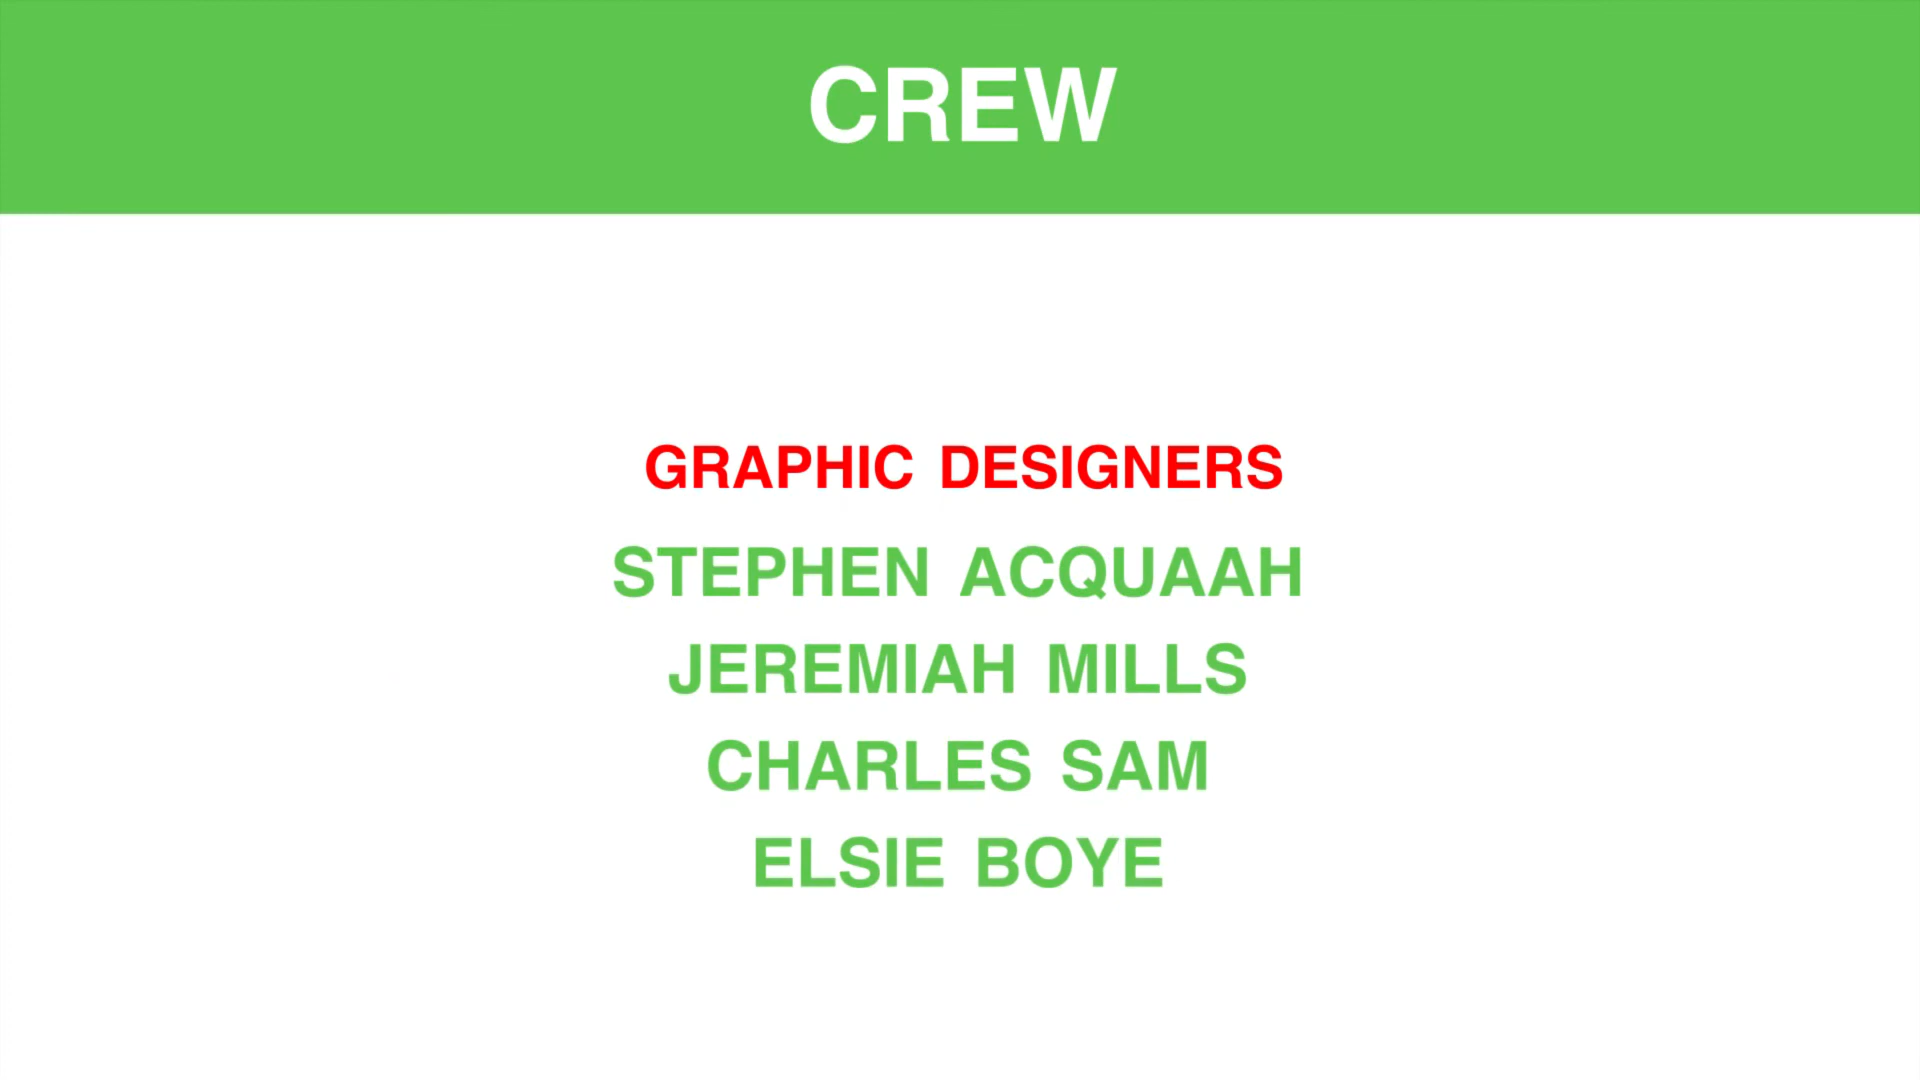 CREW
GRAPHIC DESIGNERS
STEPHEN ACQUAAH
JEREMIAH MILLS
CHARLES SAM
ELSIE BOYE